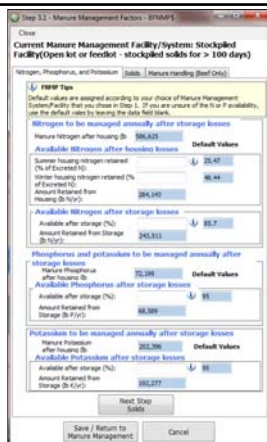 Step 3.2 - Manure Management Factors - BFNMP$
Close
Current Manure Management Facility/System: Stockpiled
Facility(Open lot or feedlot - stockpiled solids for > 100 days)
Nitrogen, Phosphorus, and Potassium Solids Manure Handling (Beef Only)
FNMP Tips
Default values are assigned according to your choice of Manure Management
System/Facility that you chose in Step 1. If you are unsure of the N or P availability,
use the default vales by leaving the data field blank.
Nitrogen to be managed annually after storage losses
Manure Nitrogen after housing (lb 586,625 Default Values
Available Nitrogen after housing losses
Summer housing nitrogen retained 25.47
(% of Excreted N):
Winter housing nitrogen retained 48.44
(% of Excreted N):
Amount Retained from 284,143
Housing (lb N/yr):
Available Nitrogen after storage losses
Available after storage (%): 85.7
Amount Retained from Storage 243,511
(lb N/yr):
Phosphorus and potassium to be managed annually after
storage losses
Manure Phosphorus 72,199 Default Values
after housing (lb
Available Phosphorus after storage losses
Available after storage (%): 95
Amount Retained from 68,589
Storage (lb P/yr):
Potassium to be managed annually after storage losses
Manure Potassium 202,396 Default Values
after housing (lb
Available Potassium after storage losses
Available after storage (%): 95
Amount Retained from 192,277
Storage (lb K/yr):
Next Step
Solids
Save / Return to
Manure Management
Cancel